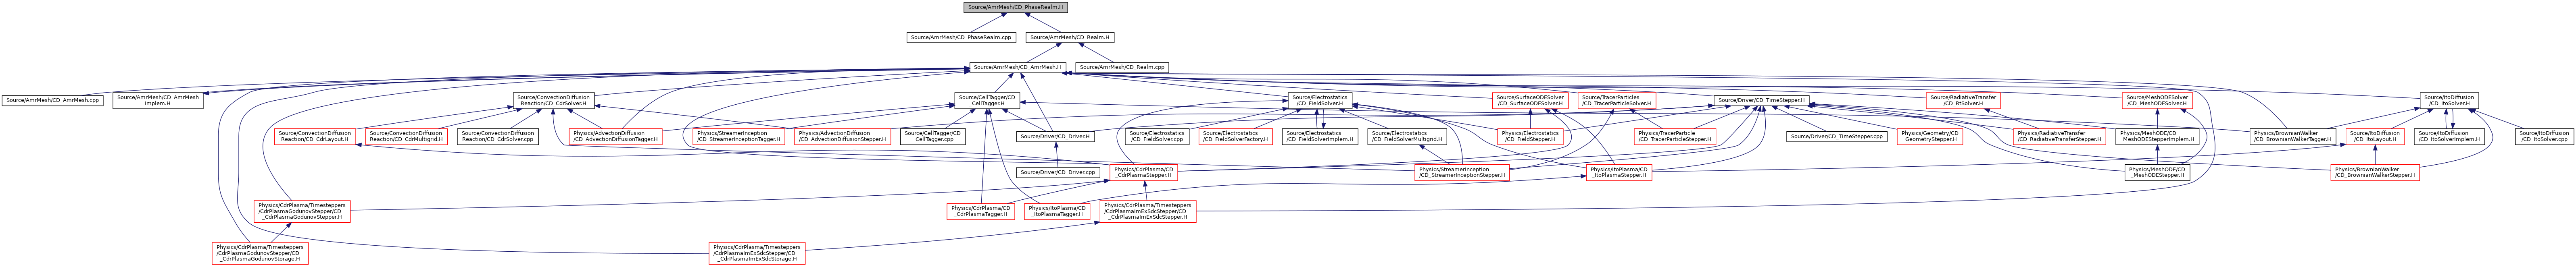 Source/AmrMesh/CD_PhaseRealm.H
Source/AmrMesh/CD_PhaseRealm.cpp
Source/AmrMesh/CD_Realm.H
Source/AmrMesh/CD_AmrMesh.H
Source/AmrMesh/CD_Realm.cpp
Source/AmrMesh/CD_AmrMesh.cpp
Source/AmrMesh/CD_AmrMesh
Implem.H
Source/ConvectionDiffusion
Reaction/CD_CdrSolver.H
Source/CellTagger/CD
_CellTagger.H
Source/Electrostatics
/CD_FieldSolver.H
Source/SurfaceODESolver
/CD_SurfaceODESolver.H
Source/TracerParticles
/CD_TracerParticleSolver.H
Source/Driver/CD_TimeStepper.H
Source/RadiativeTransfer
/CD_RtSolver.H
Source/MeshODESolver
/CD_MeshODESolver.H
Source/ItoDiffusion
/CD_ItoSolver.H
Source/ConvectionDiffusion
Reaction/CD_CdrLayout.H
Source/ConvectionDiffusion
Reaction/CD_CdrMultigrid.H
Source/ConvectionDiffusion
Reaction/CD_CdrSolver.cpp
Physics/AdvectionDiffusion
/CD_AdvectionDiffusionTagger.H
Physics/StreamerInception
/CD_StreamerInceptionTagger.H
Physics/AdvectionDiffusion
/CD_AdvectionDiffusionStepper.H
Source/CellTagger/CD
_CellTagger.cpp
Source/Driver/CD_Driver.H
Source/Electrostatics
/CD_FieldSolver.cpp
Source/Electrostatics
/CD_FieldSolverFactory.H
Source/Electrostatics
/CD_FieldSolverImplem.H
Source/Electrostatics
/CD_FieldSolverMultigrid.H
Physics/Electrostatics
/CD_FieldStepper.H
Physics/TracerParticle
/CD_TracerParticleStepper.H
Source/Driver/CD_TimeStepper.cpp
Physics/Geometry/CD
_GeometryStepper.H
Physics/RadiativeTransfer
/CD_RadiativeTransferStepper.H
Physics/MeshODE/CD
_MeshODEStepperImplem.H
Physics/BrownianWalker
/CD_BrownianWalkerTagger.H
Source/ItoDiffusion
/CD_ItoLayout.H
Source/ItoDiffusion
/CD_ItoSolverImplem.H
Source/ItoDiffusion
/CD_ItoSolver.cpp
Source/Driver/CD_Driver.cpp
Physics/CdrPlasma/CD
_CdrPlasmaStepper.H
Physics/StreamerInception
/CD_StreamerInceptionStepper.H
Physics/ItoPlasma/CD
_ItoPlasmaStepper.H
Physics/MeshODE/CD
_MeshODEStepper.H
Physics/BrownianWalker
/CD_BrownianWalkerStepper.H
Physics/CdrPlasma/Timesteppers
/CdrPlasmaGodunovStepper/CD
_CdrPlasmaGodunovStepper.H
Physics/CdrPlasma/CD
_CdrPlasmaTagger.H
Physics/ItoPlasma/CD
_ItoPlasmaTagger.H
Physics/CdrPlasma/Timesteppers
/CdrPlasmaImExSdcStepper/CD
_CdrPlasmaImExSdcStepper.H
Physics/CdrPlasma/Timesteppers
/CdrPlasmaGodunovStepper/CD
_CdrPlasmaGodunovStorage.H
Physics/CdrPlasma/Timesteppers
/CdrPlasmaImExSdcStepper/CD
_CdrPlasmaImExSdcStorage.H